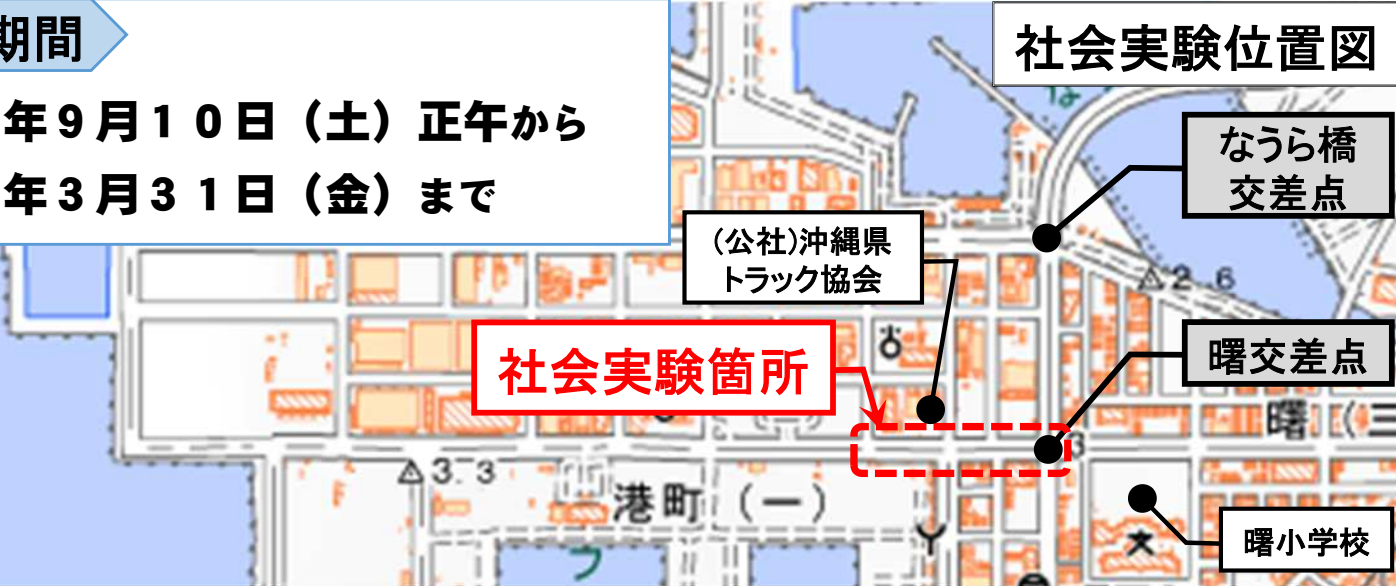 期間
年９月１０日（土）正午から
年３月３１日（金）まで
社会実験位置図
なうら橋
交差点
(公社)沖縄県
トラック協会
2.6
社会実験箇所
曙交差点
曙（三
3
3.3
港町（一）
フ
曙小学校
な